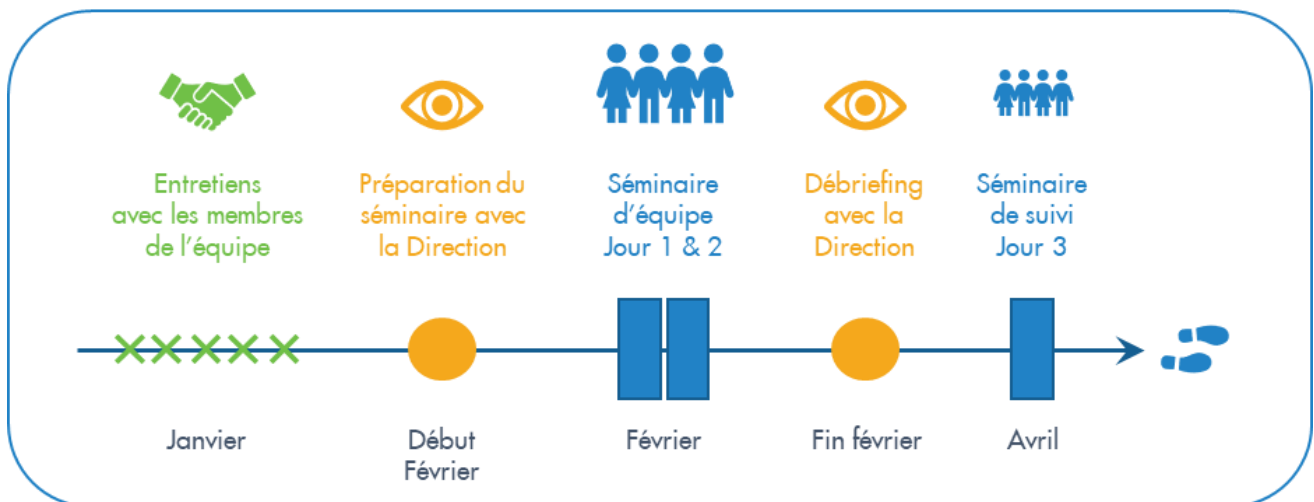 Entretiens
avec les membres
de l'équipe
Préparation du
séminaire avec
la Direction
Séminaire
d'équipe
Jour 1 & 2
Débriefing
avec la
Direction
Séminaire
de suivi
Jour 3
Janvier
Début
Février
Février
Fin février
Avril